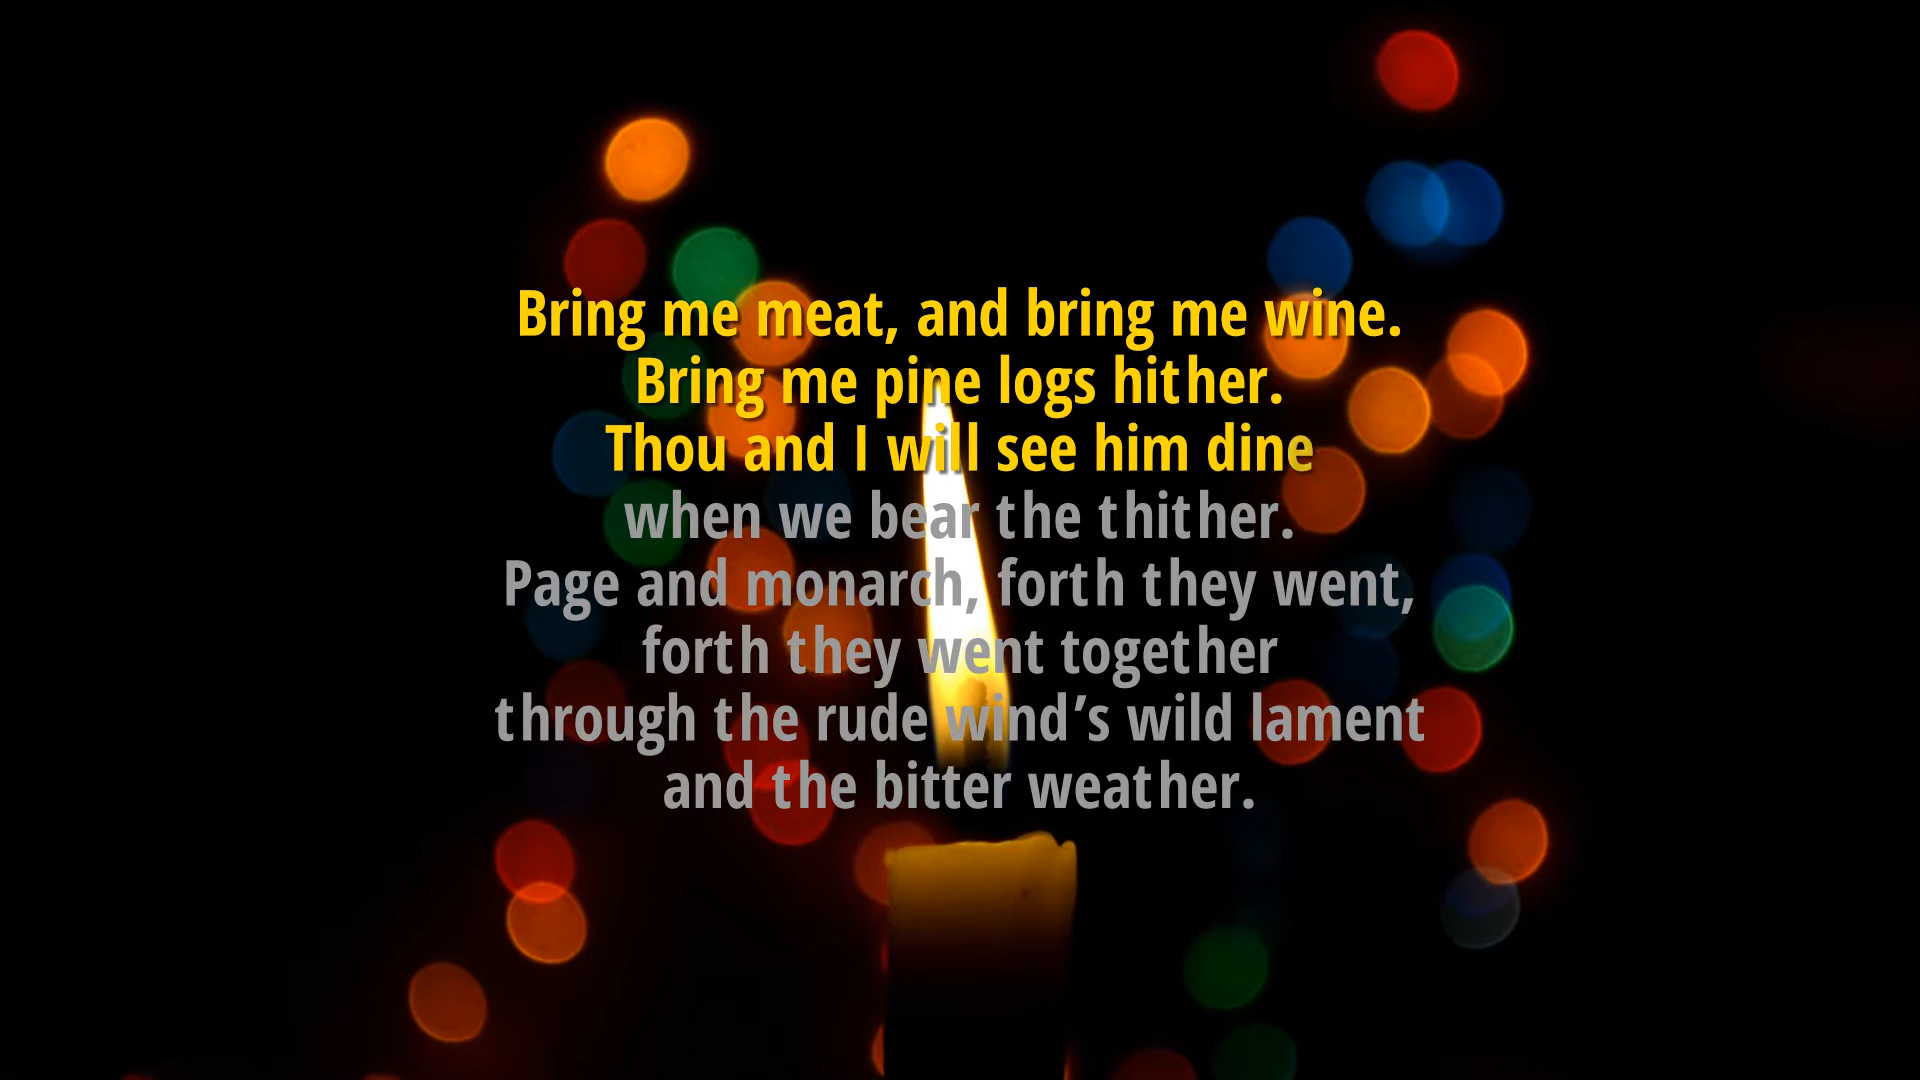 Bring me meat, and bring me wine.
Bring me pine logs hither.
Thou and I will see him dine
when we bear the thither.
Page and monarch, forth they went,
forth they went together
through the rude wind’s wild lament
and the bitter weather.